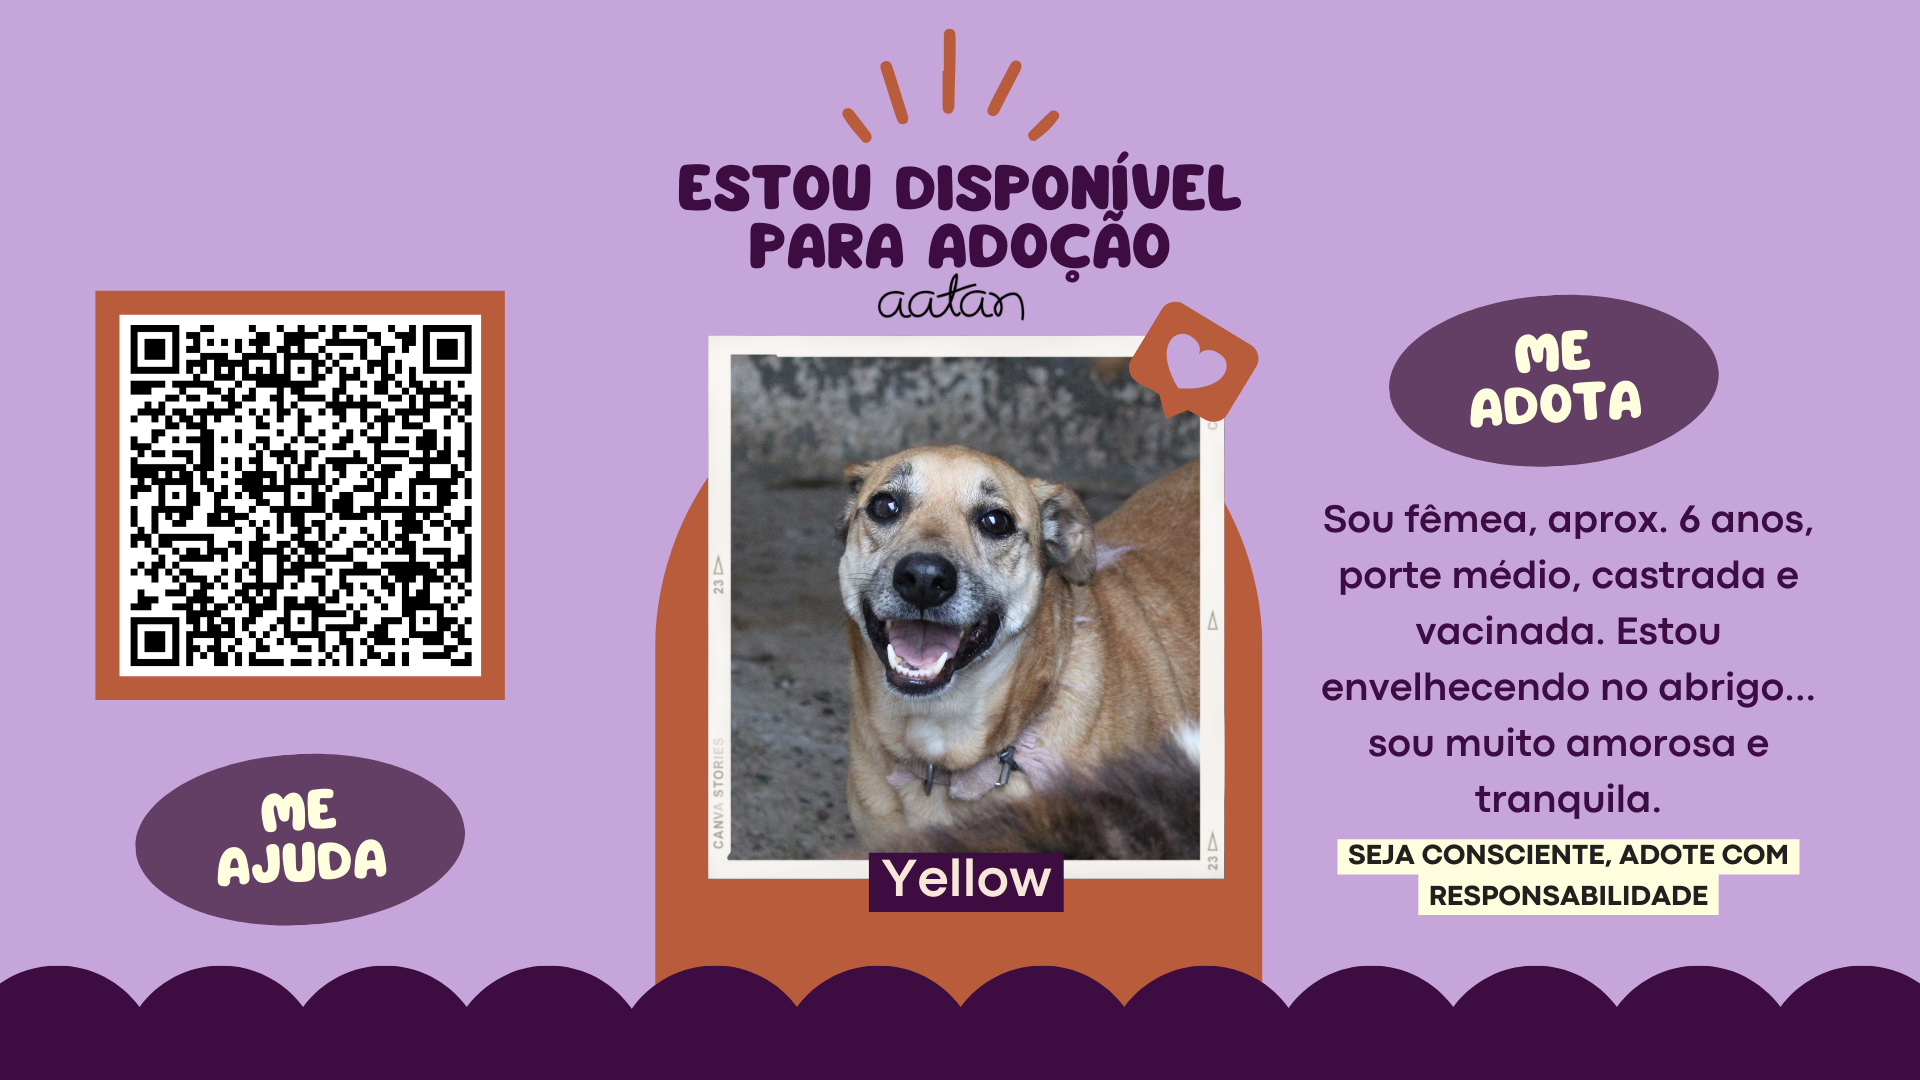 ESTOU DISPONÍVEL
PARA ADOÇÃO
aatan
ME
AJUDA
CANVA STORIES
23
23
Yellow
ME
ADOTA
Sou fêmea, aprox. 6 anos,
porte médio, castrada e
vacinada. Estou
envelhecendo no abrigo...
sou muito amorosa e
tranquila.
SEJA CONSCIENTE, ADOTE COM
RESPONSABILIDADE